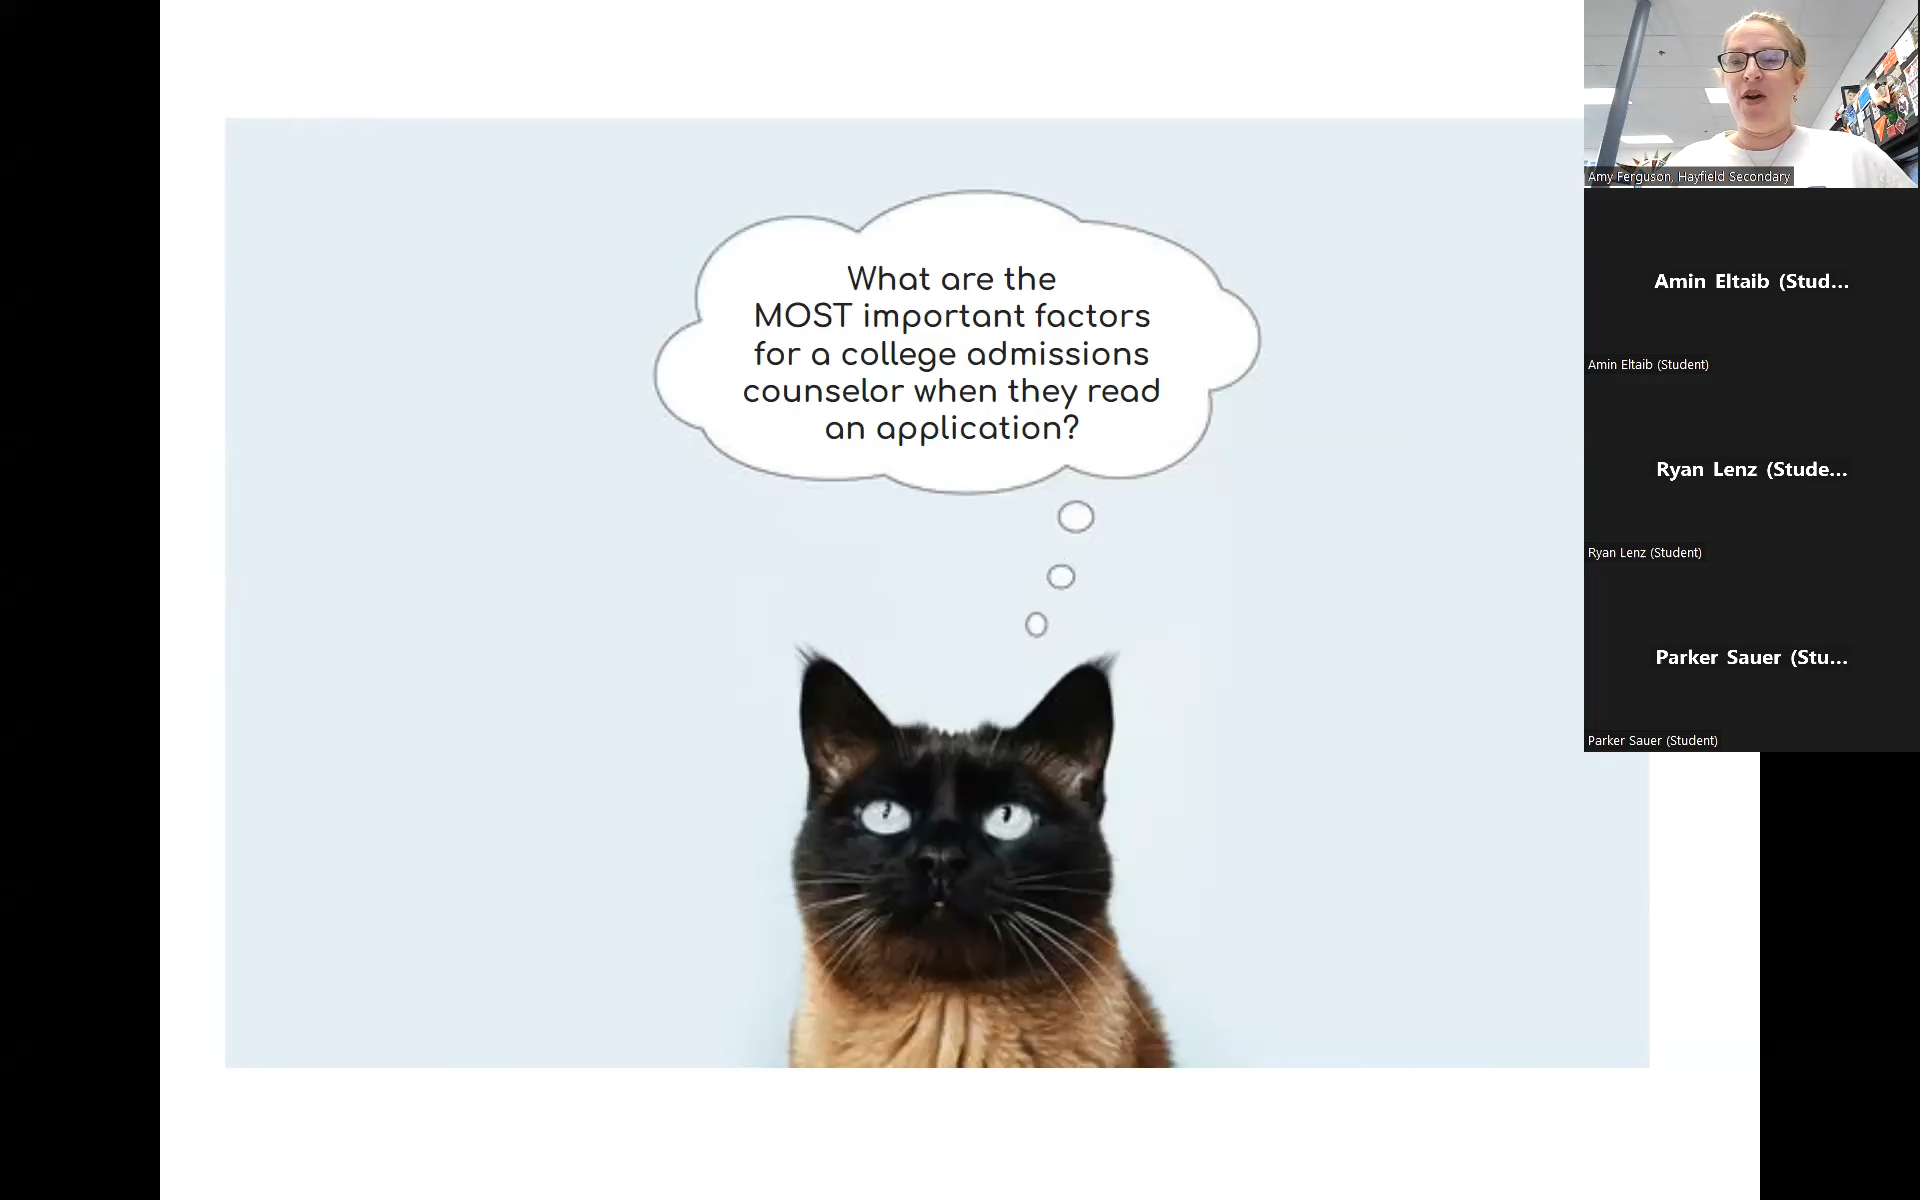 What are the
MOST important factors
for a college admissions
counselor when they read
an application?
Amy Ferguson, Hayfield Secondary
Amin Eltaib (Stud...
Amin Eltaib (Student)
Ryan Lenz (Stude...
Ryan Lenz (Student)
Parker Sauer (Stu...
Parker Sauer (Student)